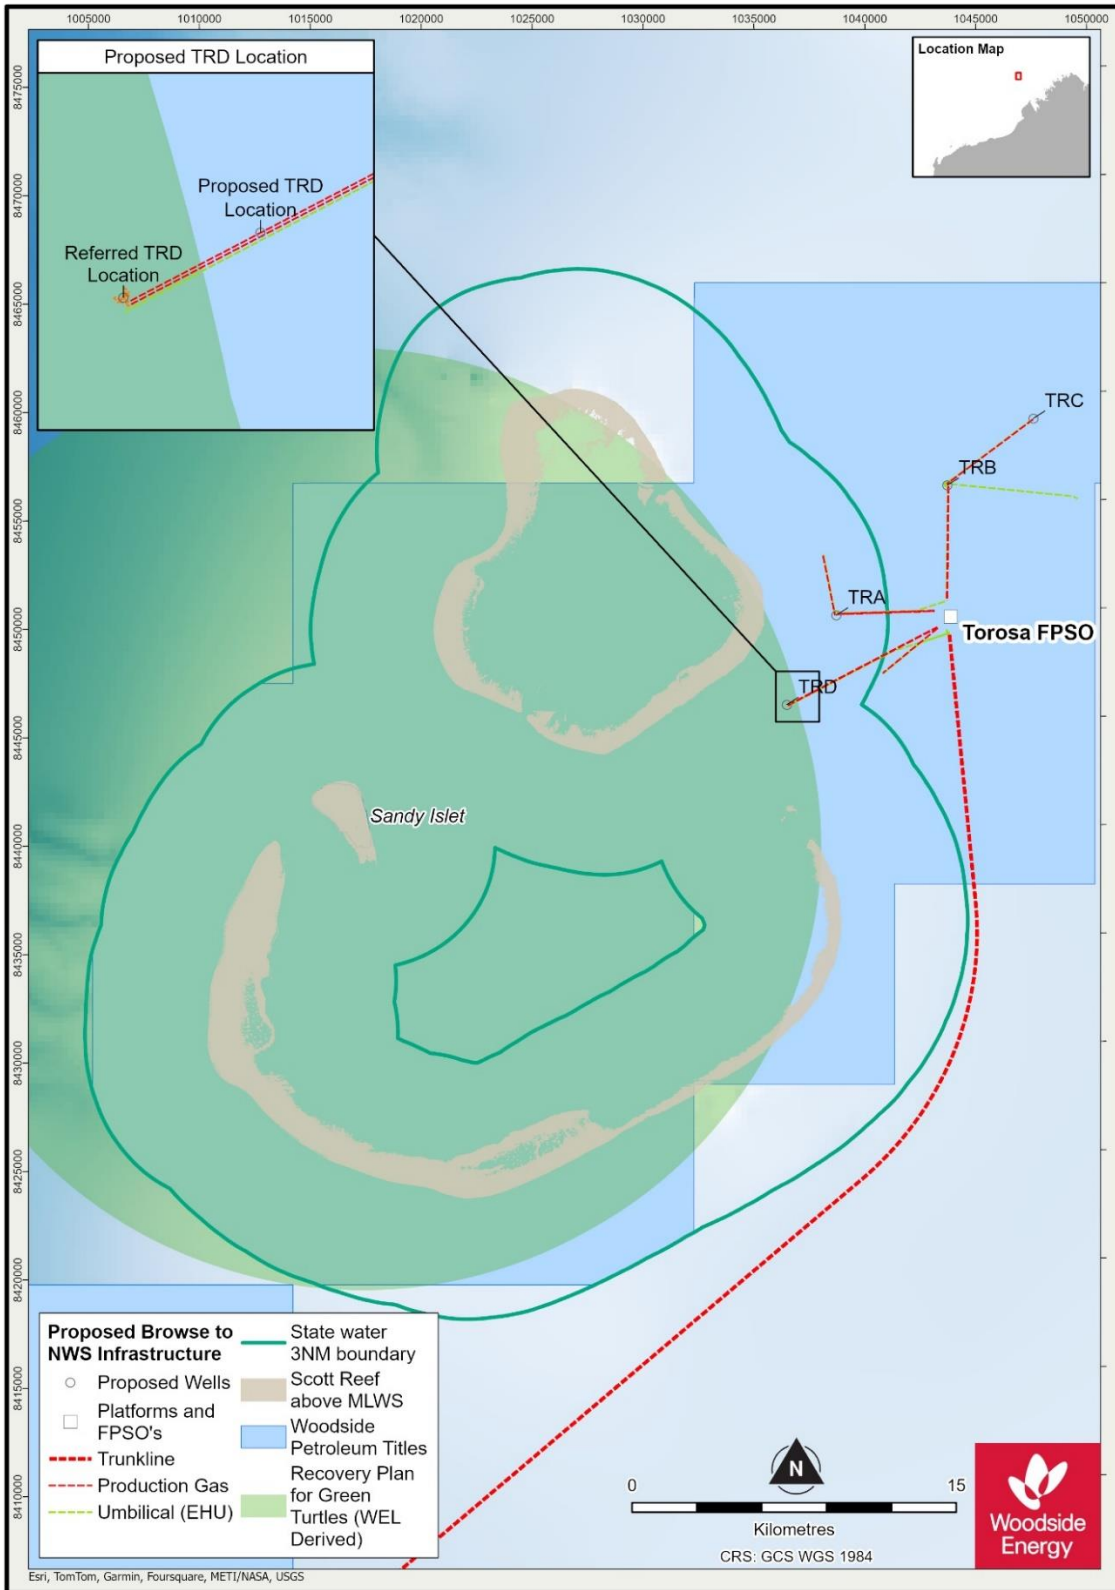 1005000
1010000
1015000
1020000
1025000
1030000
1035000
1040000
1045000
1050000
Proposed TRD Location
Proposed TRD
Location
Referred TRD
Location
Location Map
8475000
8470000
8465000
8460000
8455000
8450000
8445000
8440000
8435000
8430000
8425000
8420000
8415000
8410000
TRC
TRB
TRA
Torosa FPSO
TRD
Sandy Islet
Proposed Browse to
NWS Infrastructure
Proposed Wells
Platforms and
FPSO's
Trunkline
Production Gas
Umbilical (EHU)
State water
3NM boundary
Scott Reef
above MLWS
Woodside
Petroleum Titles
Recovery Plan
for Green
Turtles (WEL
Derived)
N
0
15
Kilometres
CRS: GCS WGS 1984
Woodside
Energy
Esri, TomTom, Garmin, Foursquare, METI/NASA, USGS